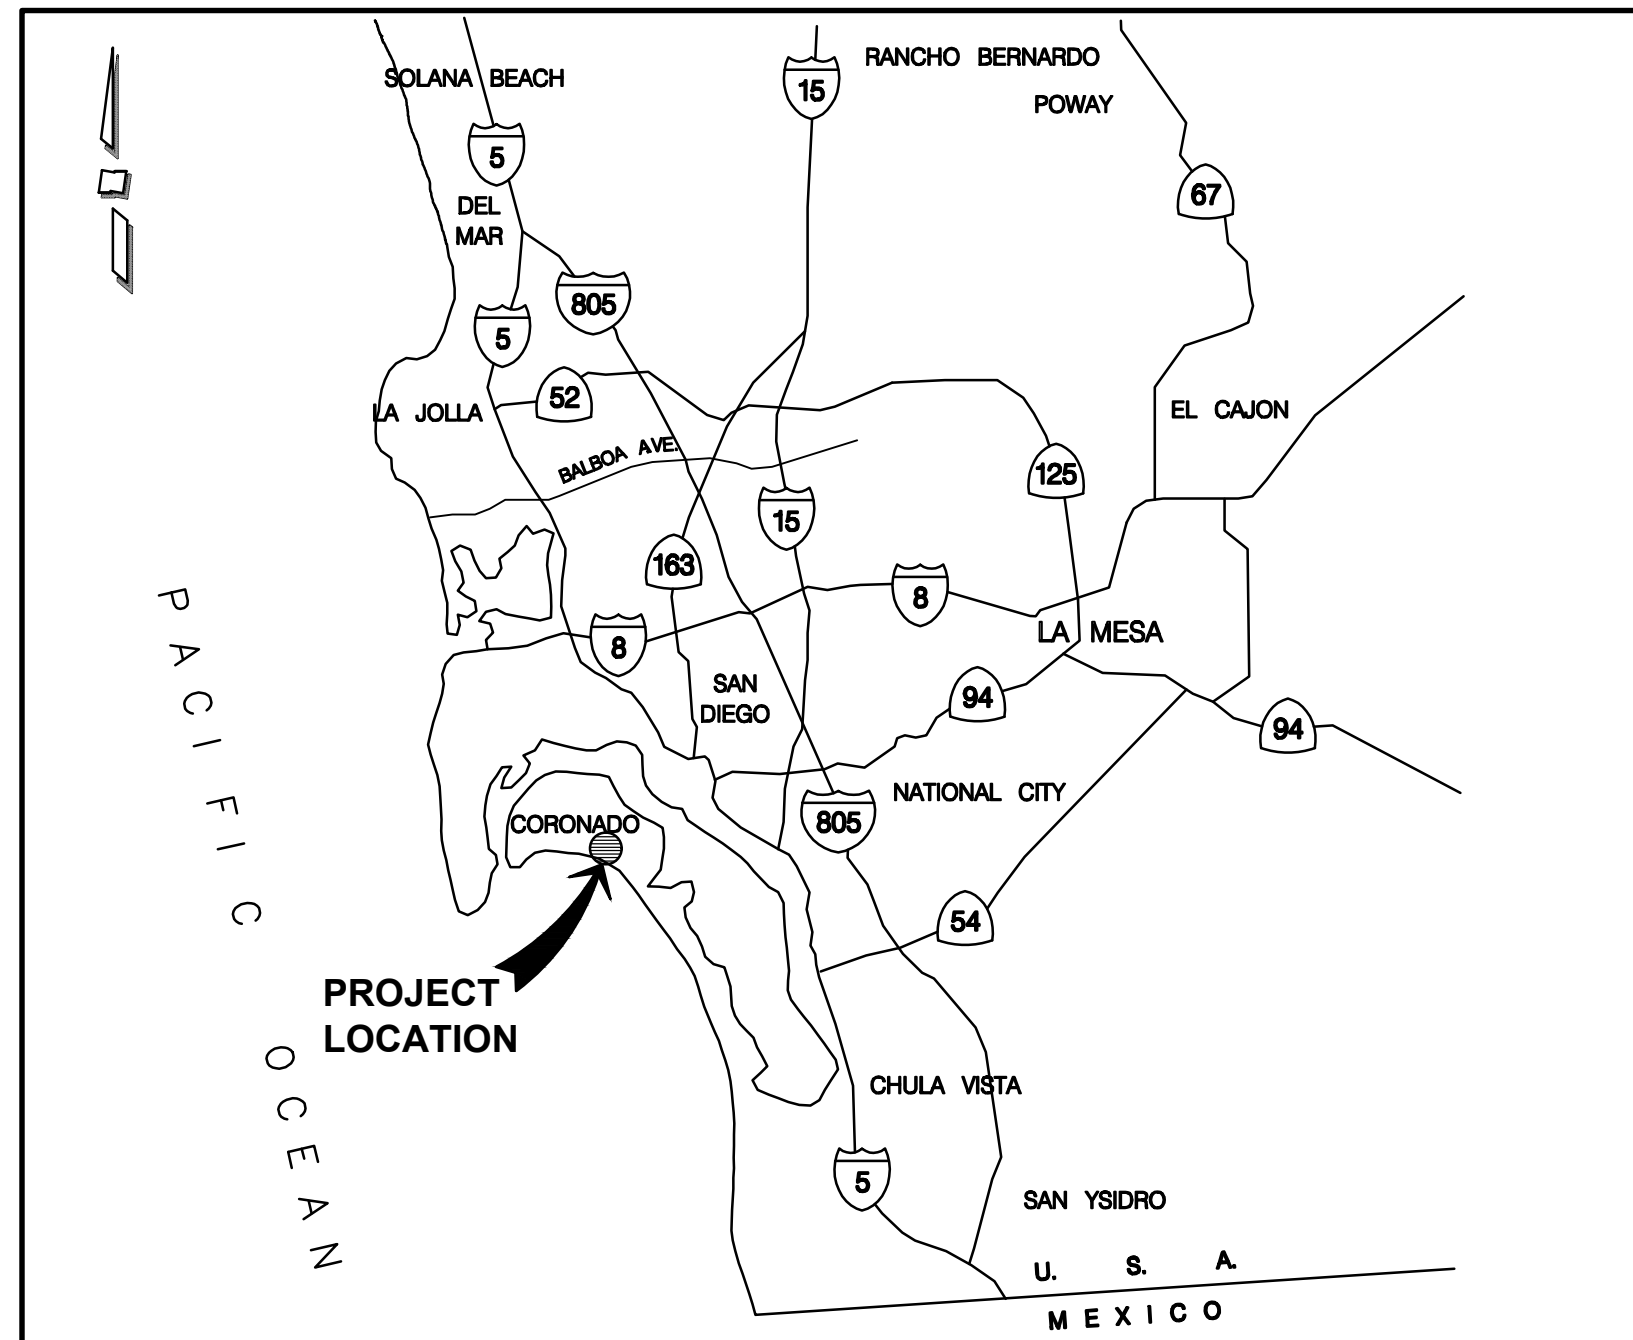 SOLANA BEACH
RANCHO BERNARDO
15
POWAY
5
67
DEL
MAR
805
5
52
LA JOLLA
EL CAJON
BALBOA AVE.
125
15
163
8
8
LA MESA
SAN
DIEGO
94
94
NATIONAL CITY
805
CORONADO
54
PACIFIC OCEAN
PROJECT
LOCATION
CHULA VISTA
5
SAN YSIDRO
U. S. A.
MEXICO